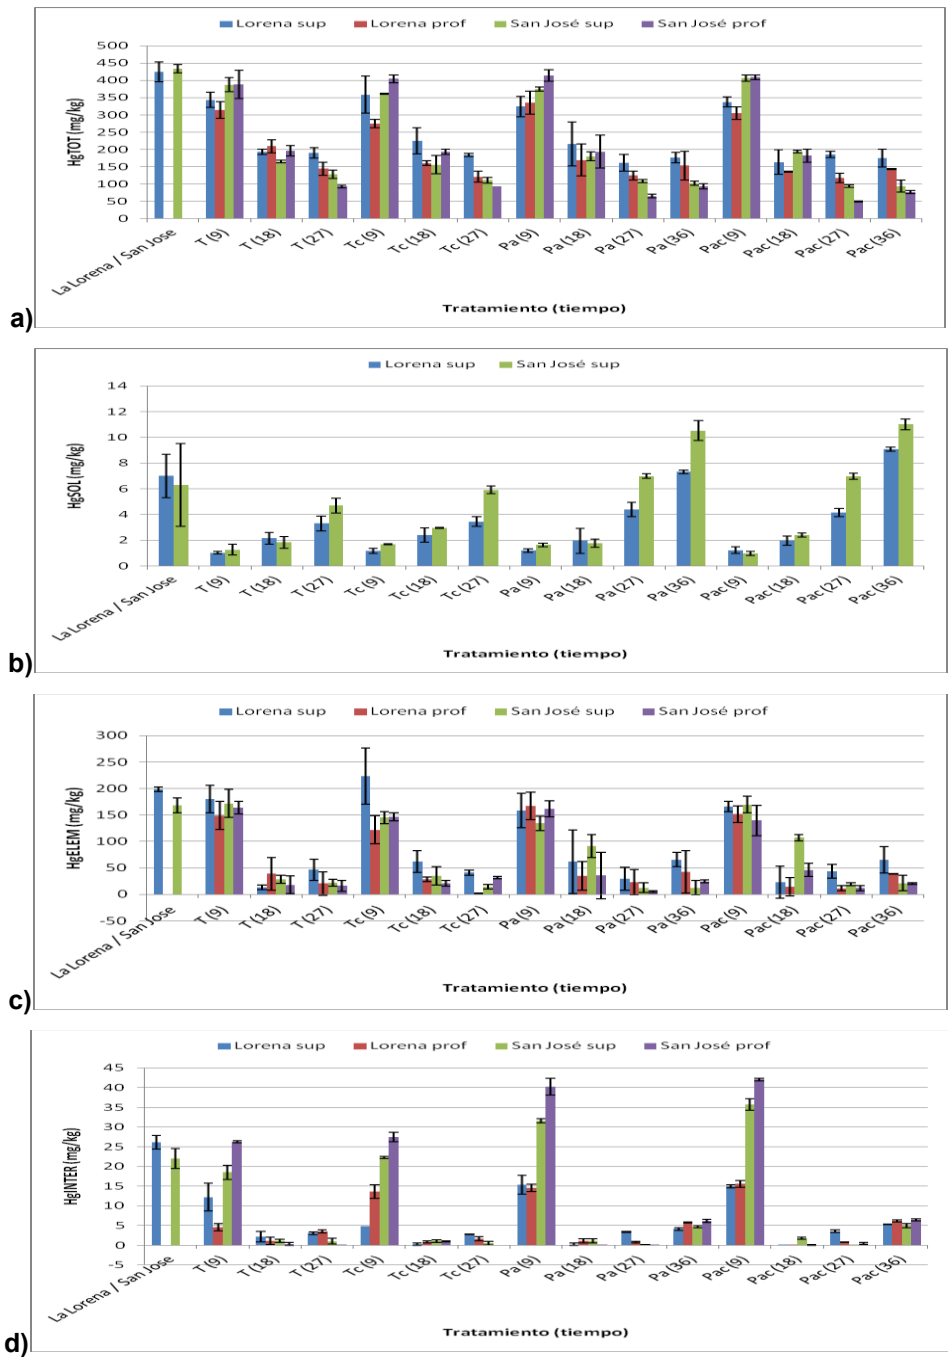 Lorena sup Lorena prof San José sup San José prof
HgTOT (mg/kg)
500
450
400
350
300
250
200
150
100
50
0
La Lorena / San Jose T (9) T (18) T (27) Tc (9) Tc (18) Tc (27) Pa (9) Pa (18) Pa (27) Pa (36) Pac (9) Pac (18) Pac (27) Pac (36)
Tratamiento (tiempo)
a)
Lorena sup San José sup
HgSOL (mg/kg)
14
12
10
8
6
4
2
0
La Lorena / San Jose T (9) T (18) T (27) Tc (9) Tc (18) Tc (27) Pa (9) Pa (18) Pa (27) Pa (36) Pac (9) Pac (18) Pac (27) Pac (36)
Tratamiento (tiempo)
b)
Lorena sup Lorena prof San José sup San José prof
HgELEM (mg/kg)
300
250
200
150
100
50
0
-50
La Lorena / San Jose T (9) T (18) T (27) Tc (9) Tc (18) Tc (27) Pa (9) Pa (18) Pa (27) Pa (36) Pac (9) Pac (18) Pac (27) Pac (36)
Tratamiento (tiempo)
c)
Lorena sup Lorena prof San José sup San José prof
HgINTER (mg/kg)
45
40
35
30
25
20
15
10
5
0
-5
La Lorena / San Jose T (9) T (18) T (27) Tc (9) Tc (18) Tc (27) Pa (9) Pa (18) Pa (27) Pa (36) Pac (9) Pac (18) Pac (27) Pac (36)
Tratamiento (tiempo)
d)